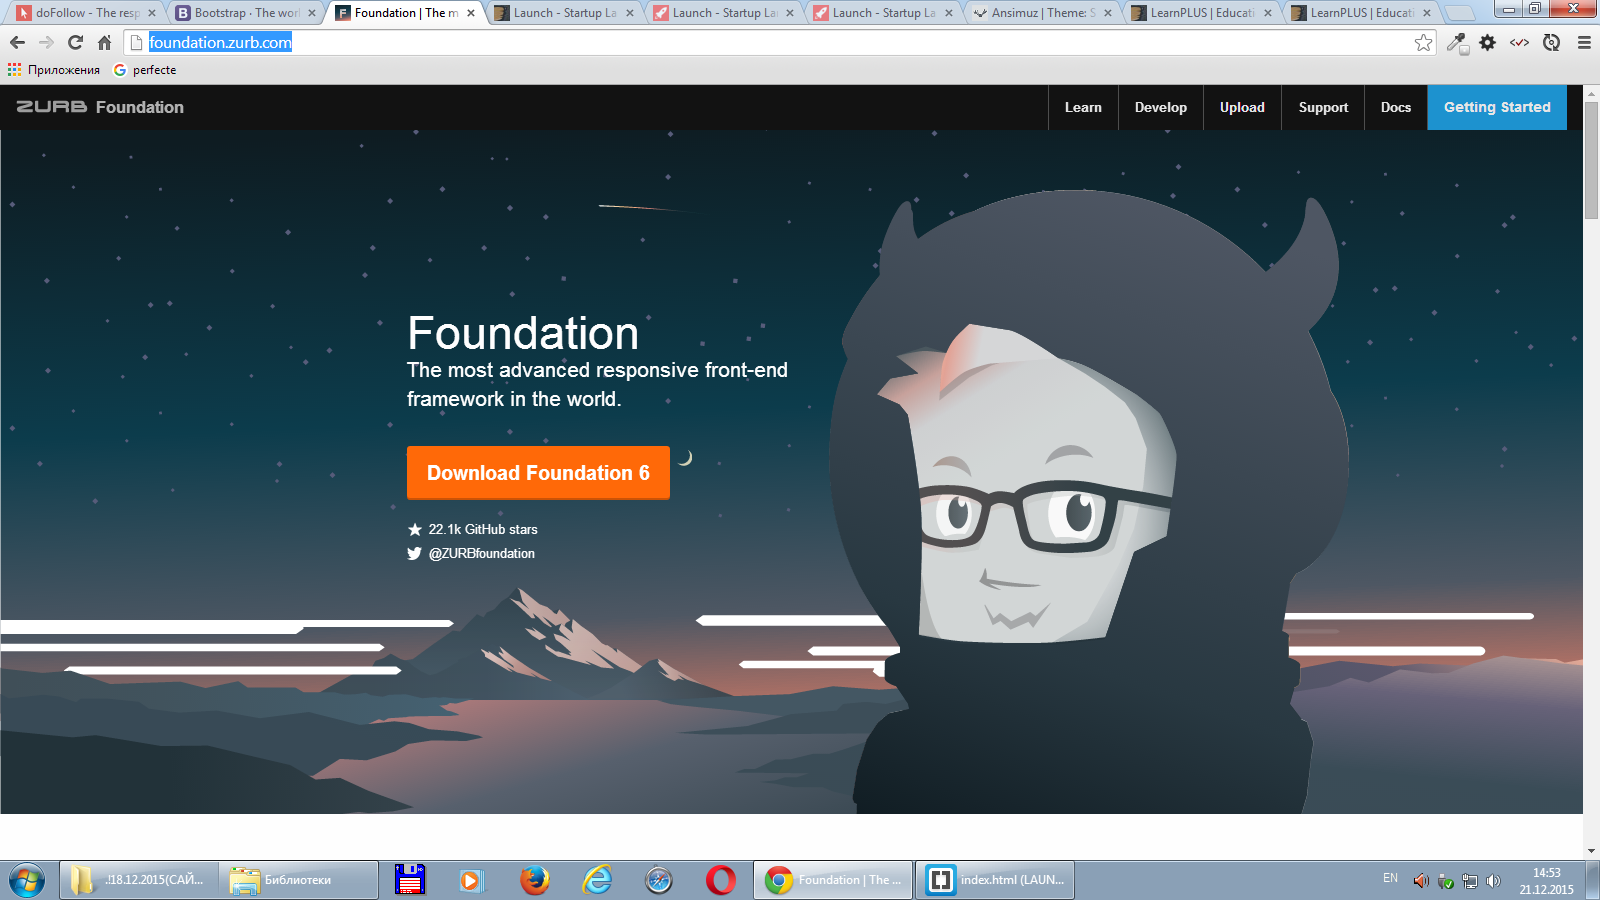 doFollow - The resp
Bootstrap · The worl
Foundation | The m
Launch - Startup La
Launch - Startup La
Launch - Startup La
Ansimuz | Themes S
LearnPLUS | Educati
LearnPLUS | Educati
foundation.zurb.com
Приложения
perfecte
ZURB Foundation
Learn
Develop
Upload
Support
Docs
Getting Started
Foundation
The most advanced responsive front-end
framework in the world.
Download Foundation 6
22.1k GitHub stars
@ZURBfoundation
.!18.12.2015(САЙ...
Библиотеки
Foundation | The ...
index.html (LAUN...
EN
14:53
21.12.2015